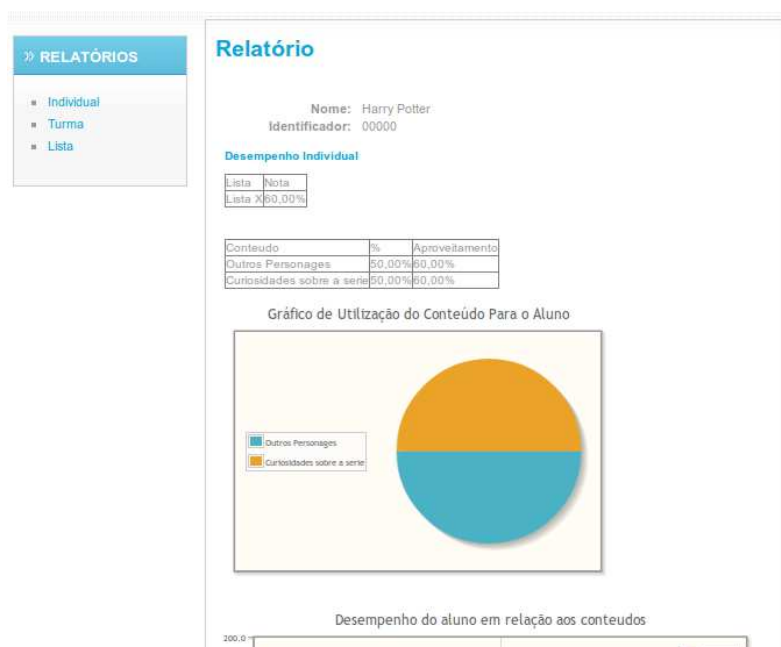 » RELATÓRIOS
Individual
Turma
Lista
Relatório
Nome: Harry Potter
Identificador: 00000
Desempenho Individual
Lista Nota
Lista X 60,00%
Conteudo % Aproveitamento
Outros Personages 50,00% 60,00%
Curiosidades sobre a serie 50,00% 60,00%
Gráfico de Utilização do Conteúdo Para o Aluno
Outros Personages
Curiosidades sobre a serie
Desempenho do aluno em relação aos conteudos
200.0